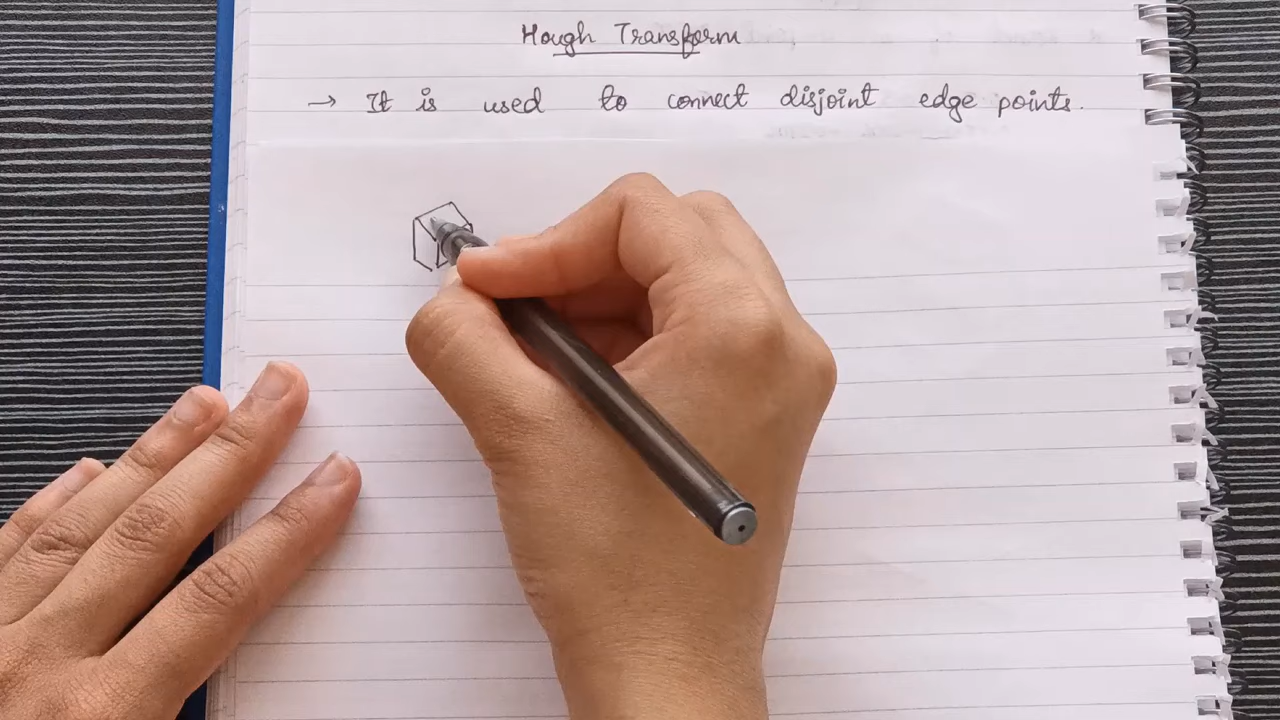 Hough Transform
→ It is used to connect disjoint edge points.